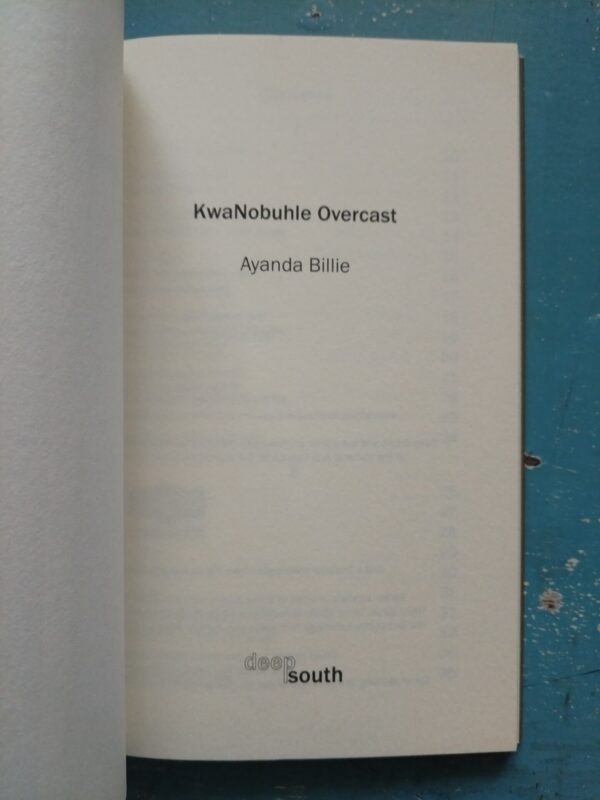 KwaNobuhle Overcast
Ayanda Billie
deep
south